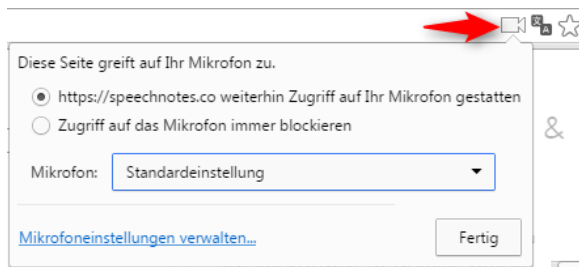 Diese Seite greift auf Ihr Mikrofon zu.
https://speechnotes.co weiterhin Zugriff auf Ihr Mikrofon gestatten
Zugriff auf das Mikrofon immer blockieren
&
Mikrofon: Standardeinstellung
Mikrofoneinstellungen verwalten...
Fertig